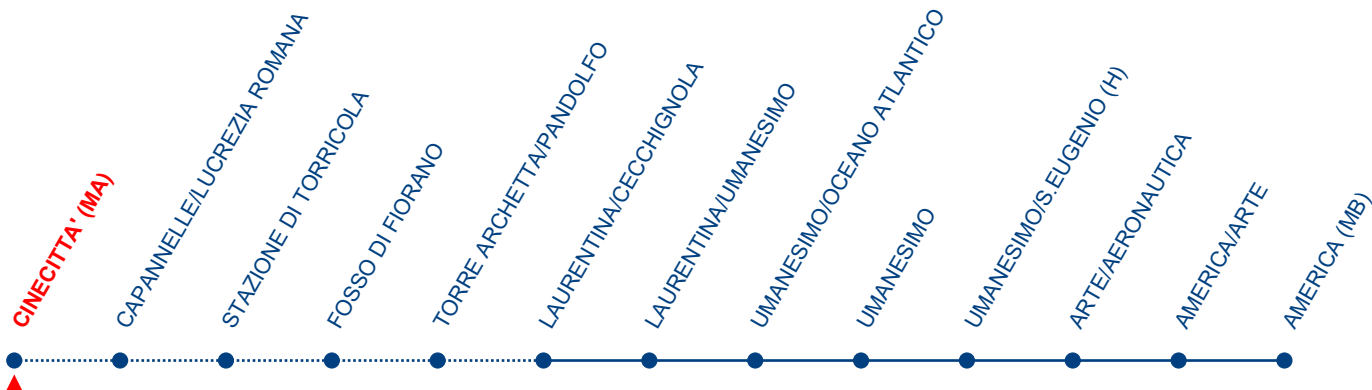 CINECITTA' (MA)
CAPANNELLE/LUCREZIA ROMANA
STAZIONE DI TORRICOLA
FOSSO DI FIORANO
TORRE ARCHETTA/PANDOLFO
LAURENTINA/CECCHIGNOLA
LAURENTINA/UMANESIMO
UMANESIMO/OCEANO ATLANTICO
UMANESIMO
UMANESIMO/S.EUGENIO (H)
ARTE/AERONAUTICA
AMERICA/ARTE
AMERICA (MB)